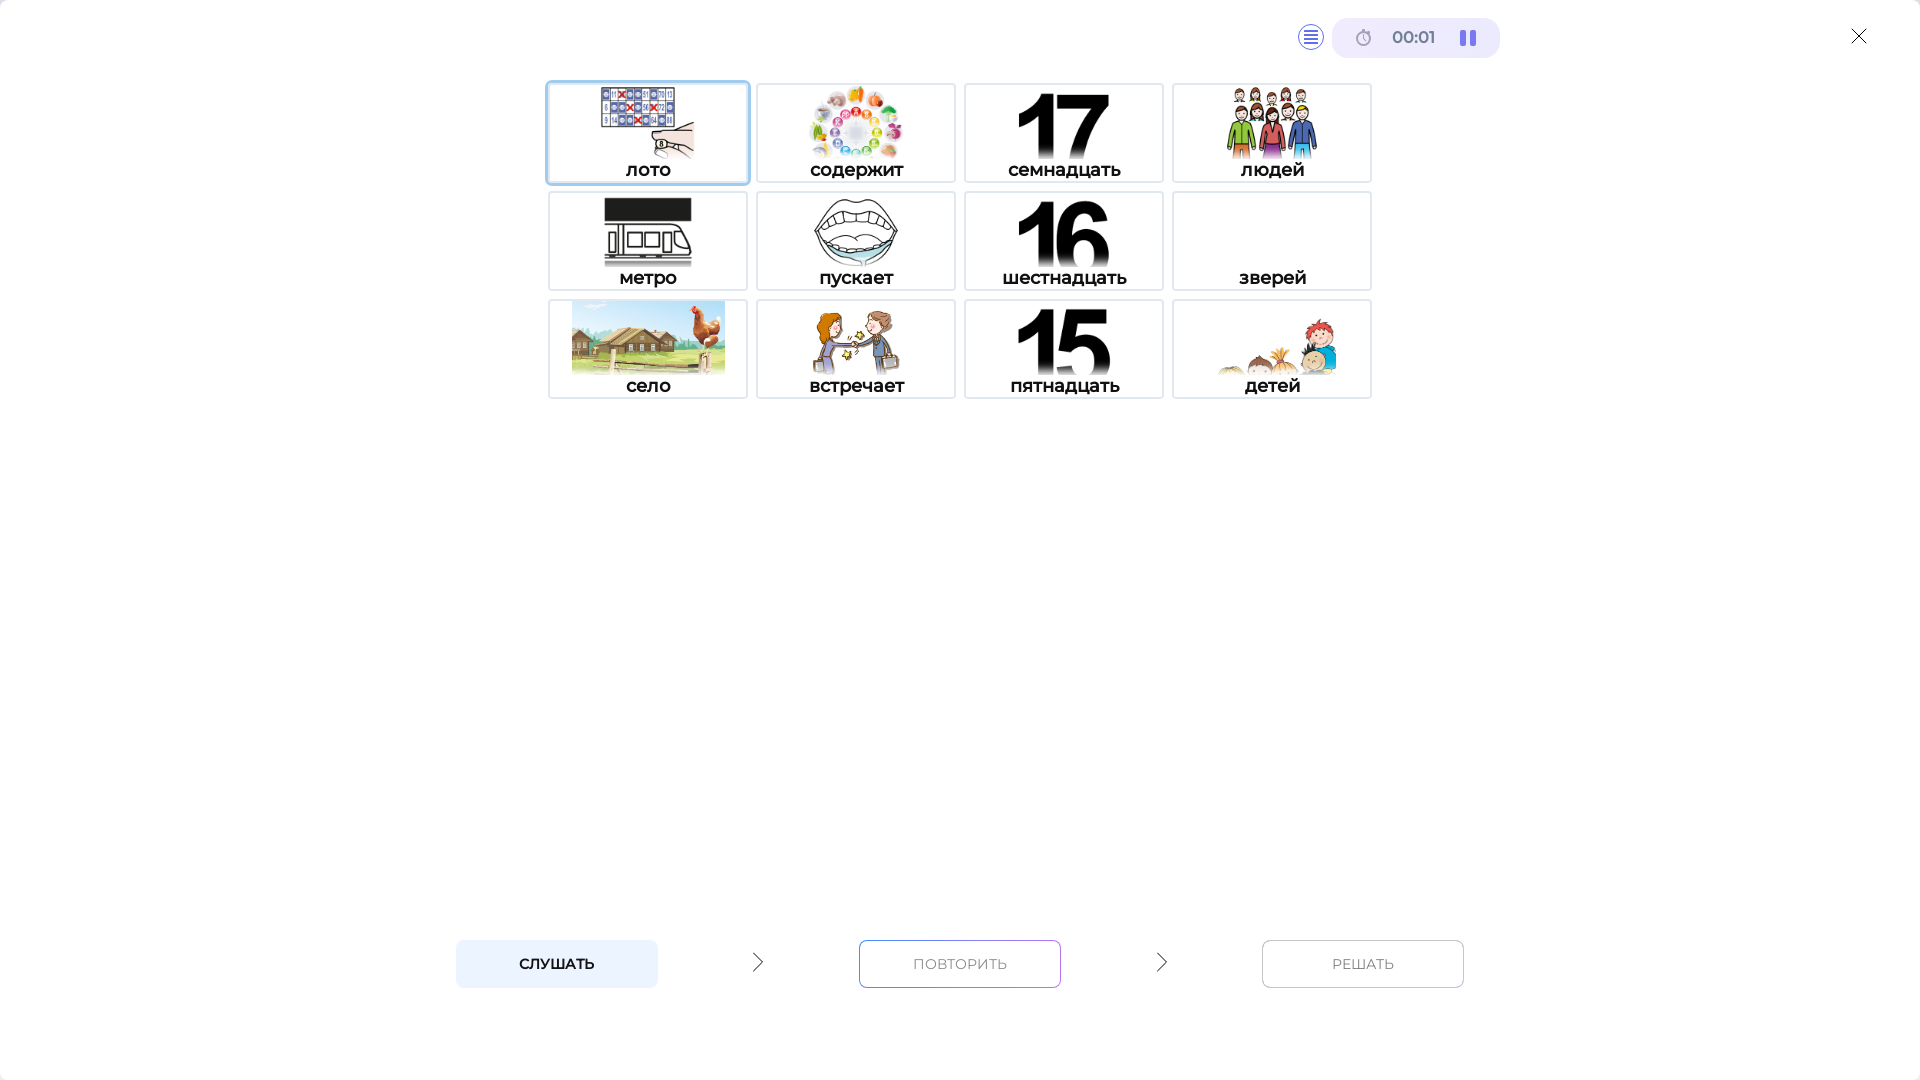 00:01
лото
содержит
17
семнадцать
людей
метро
пускает
16
шестнадцать
зверей
село
встречает
15
пятнадцать
детей
СЛУШАТЬ
ПОВТОРИТЬ
РЕШАТЬ